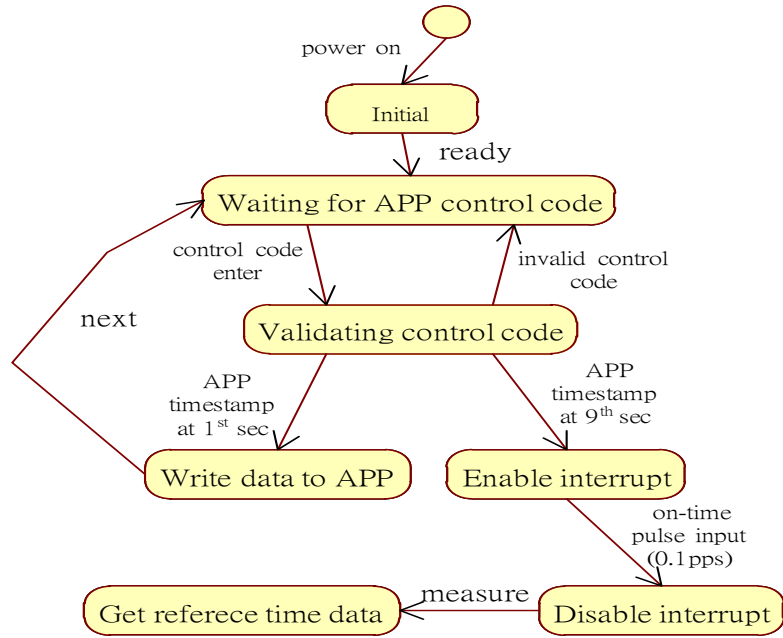 power on
Initial
ready
Waiting for APP control code
control code
enter
invalid control
code
next
Validating control code
APP
timestamp
at 1st sec
APP
timestamp
at 9th sec
Write data to APP
Enable interrupt
on-time
pulse input
(0.1pps)
measure
Get referece time data
Disable interrupt